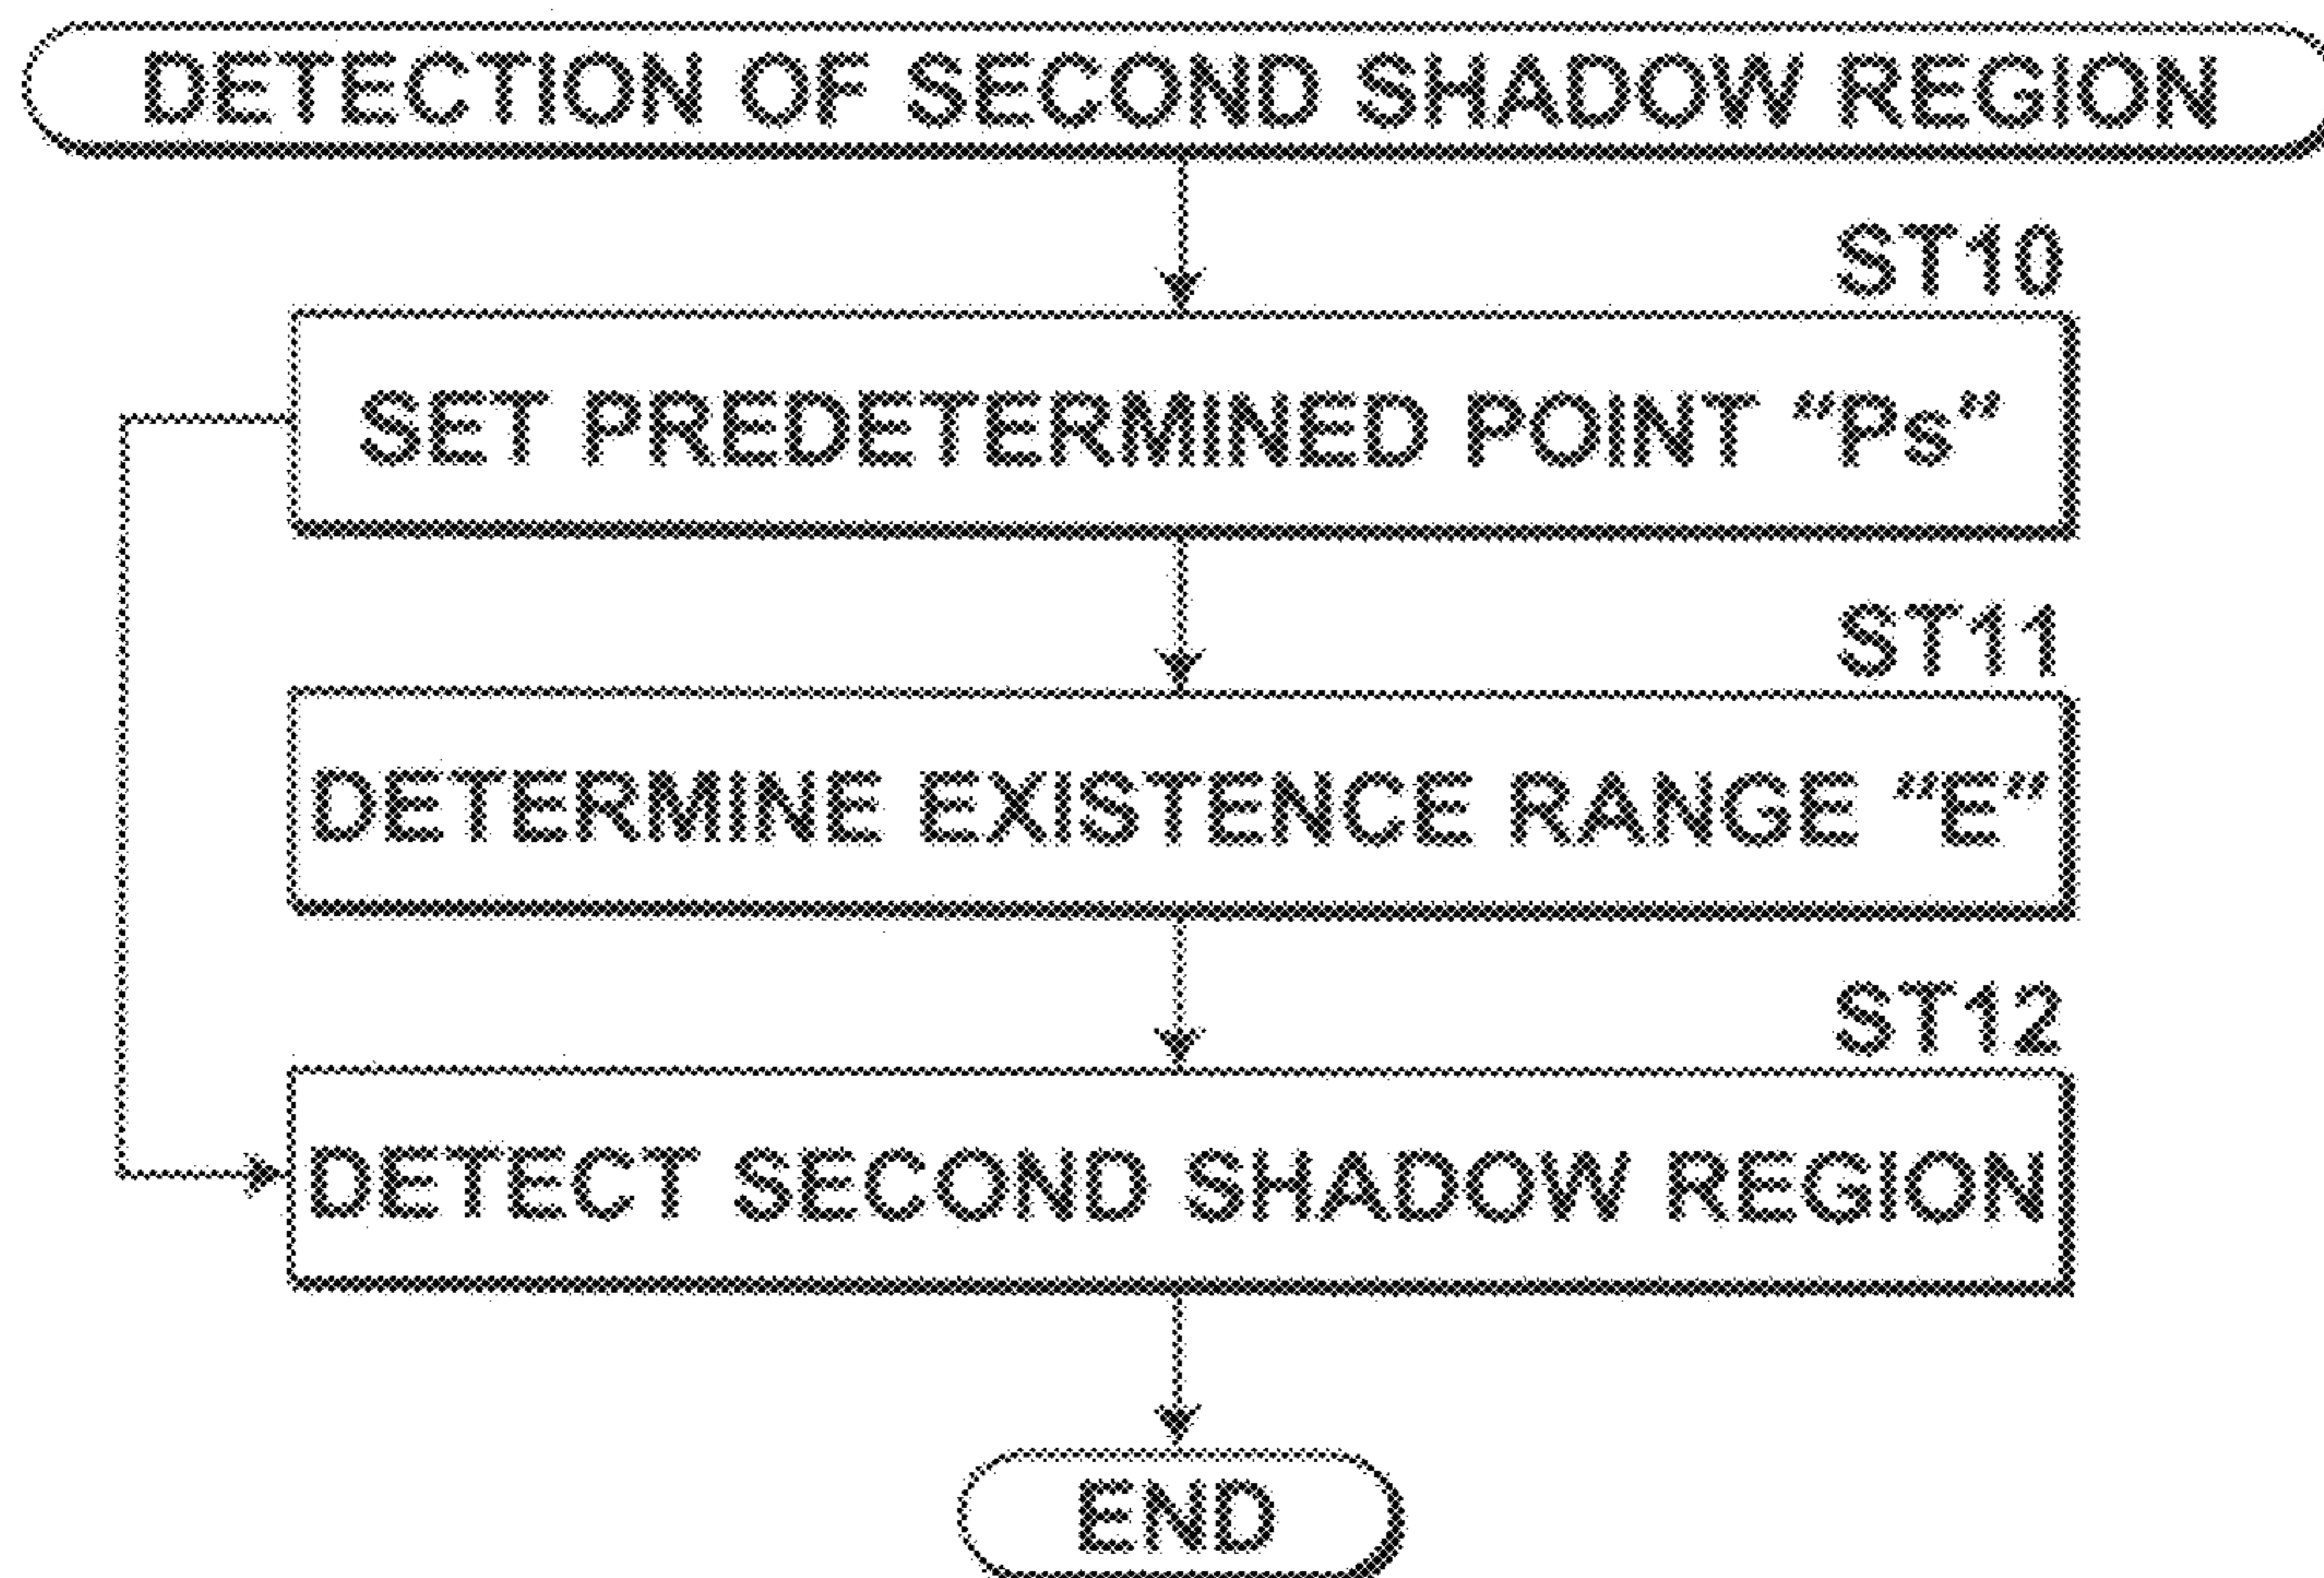 DETECTION OF SECOND SHADOW REGION
ST10
SET PREDETERMINED POINT “Ps”
ST11
DETERMINE EXISTENCE RANGE “E”
ST12
DETECT SECOND SHADOW REGION
END